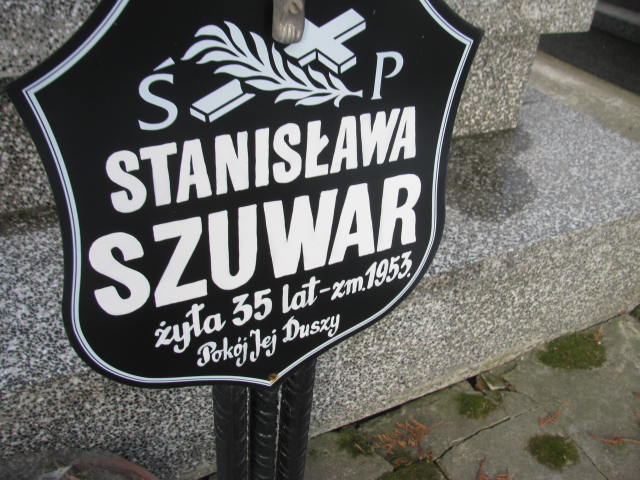 Ś P
STANISŁAWA
SZUWAR
żyła 35 lat - zm. 1953.
Pokój Jej Duszy